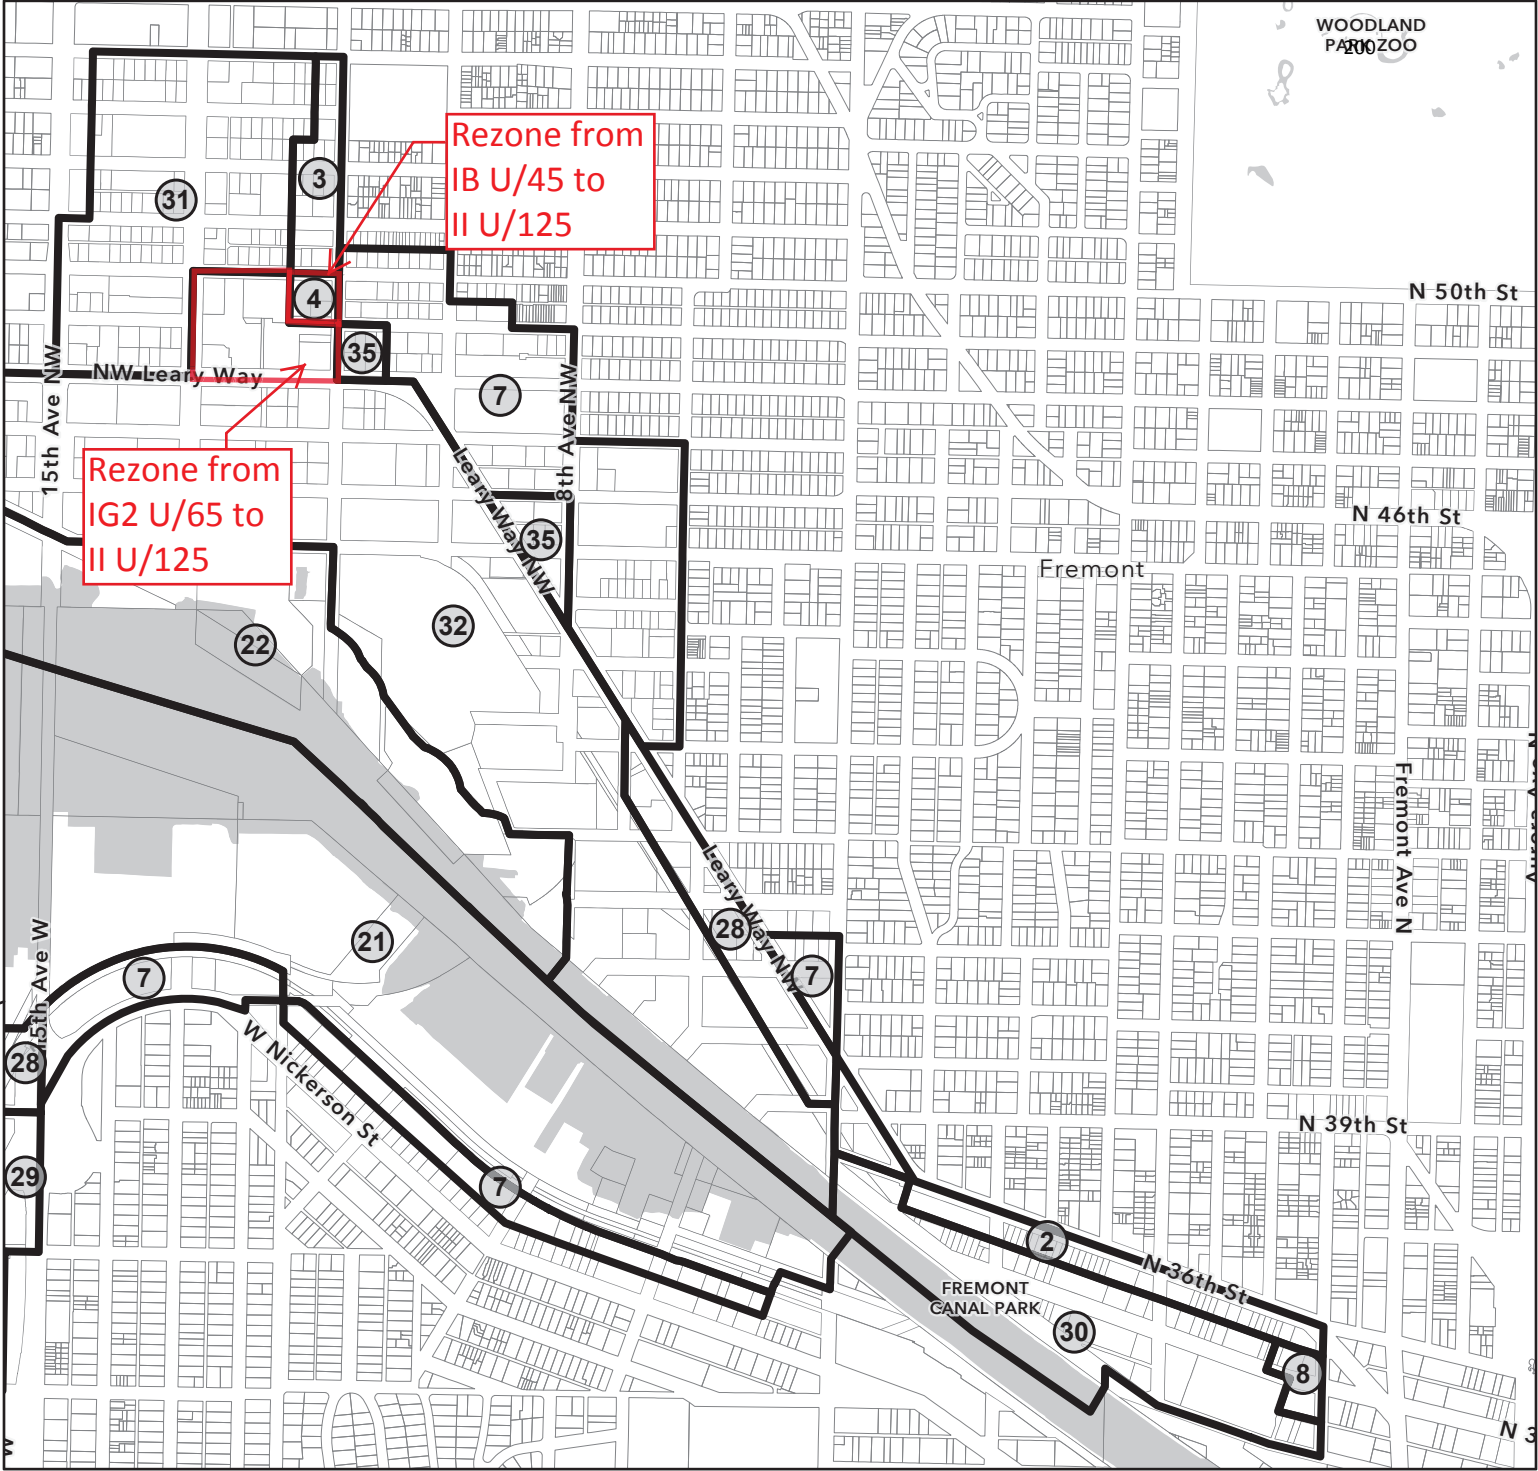 WOODLAND
PARK ZOO
200
Rezone from
IB U/45 to
II U/125
3
31
4
N 50th St
35
NW Leary Way
7
15th Ave NW
8th Ave NW
Rezone from
IG2 U/65 to
II U/125
Leary Way NW
35
N 46th St
Fremont
32
22
Fremont Ave N
Leary Way NW
28
21
7
7
15th Ave W
28
W Nickerson St
N 39th St
29
7
2
N 36th St
FREMONT
CANAL PARK
30
8
N 3
W